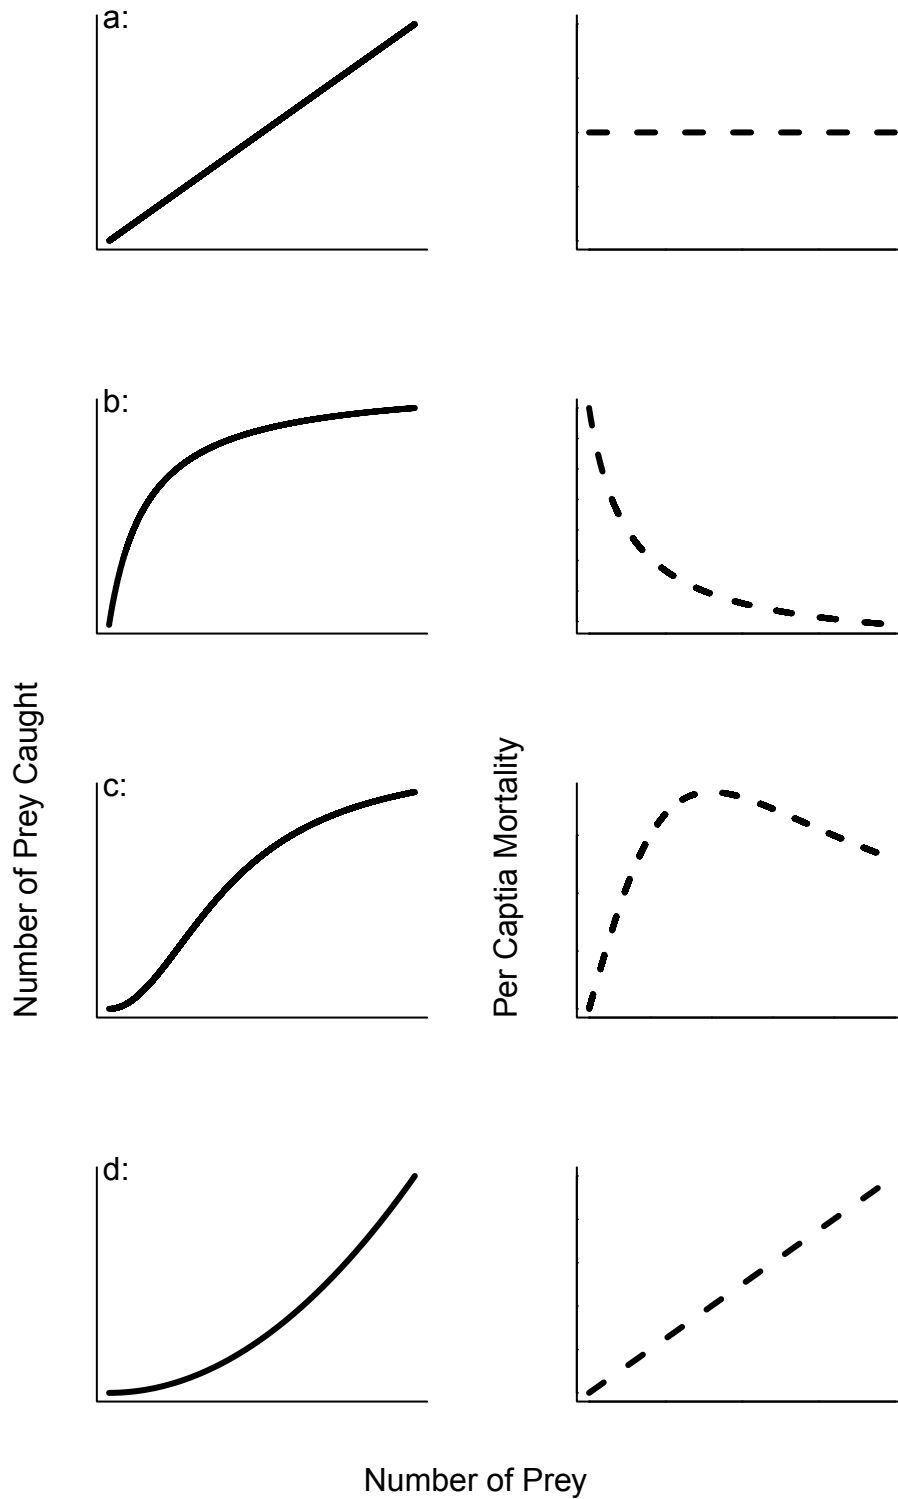 a:
b:
c:
d:
Number of Prey Caught
Per Captia Mortality
Number of Prey